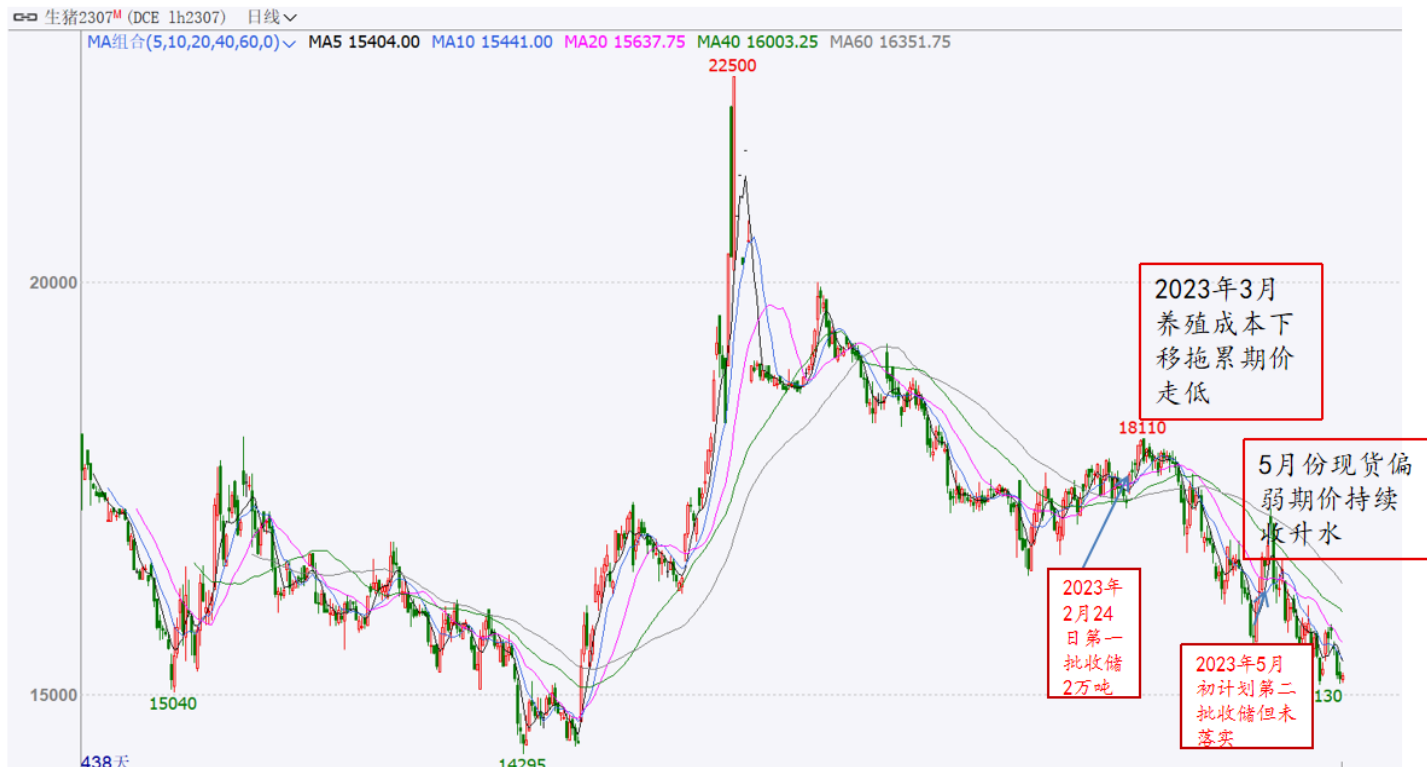 生猪2307M (DCE lh2307) 日线
MA组合(5,10,20,40,60,0) MA5 15404.00 MA10 15441.00 MA20 15637.75 MA40 16003.25 MA60 16351.75
22500
20000
2023年3月
养殖成本下
移拖累期价
走低
18110
5月份现货偏
弱期价持续
收升水
2023年
2月24
日第一
批收储
2万吨
2023年5月
初计划第二
批收储但未
落实
15000
15040
130
14295
438天